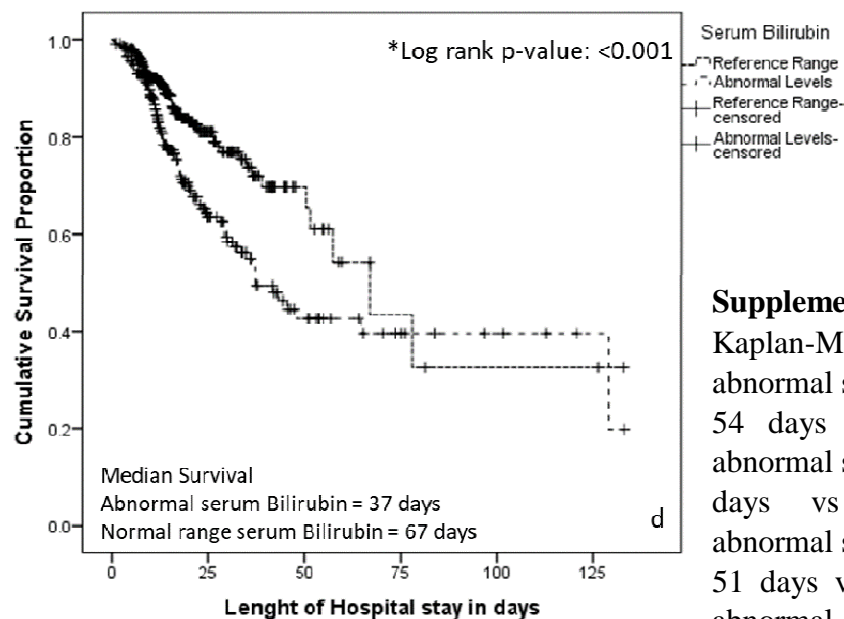 *Log rank p-value: <0.001
Serum Bilirubin
Reference Range
Abnormal Levels
Reference Range-
censored
Abnormal Levels-
censored
Cumulative Survival Proportion
1.0
0.8
0.6
0.4
0.2
0.0
Median Survival
Abnormal serum Bilirubin = 37 days
Normal range serum Bilirubin = 67 days
d
0 25 50 75 100 125
Lenght of Hospital stay in days
Suppleme
Kaplan-M
abnormal s
54 days
abnormal s
days vs
abnormal s
51 days v